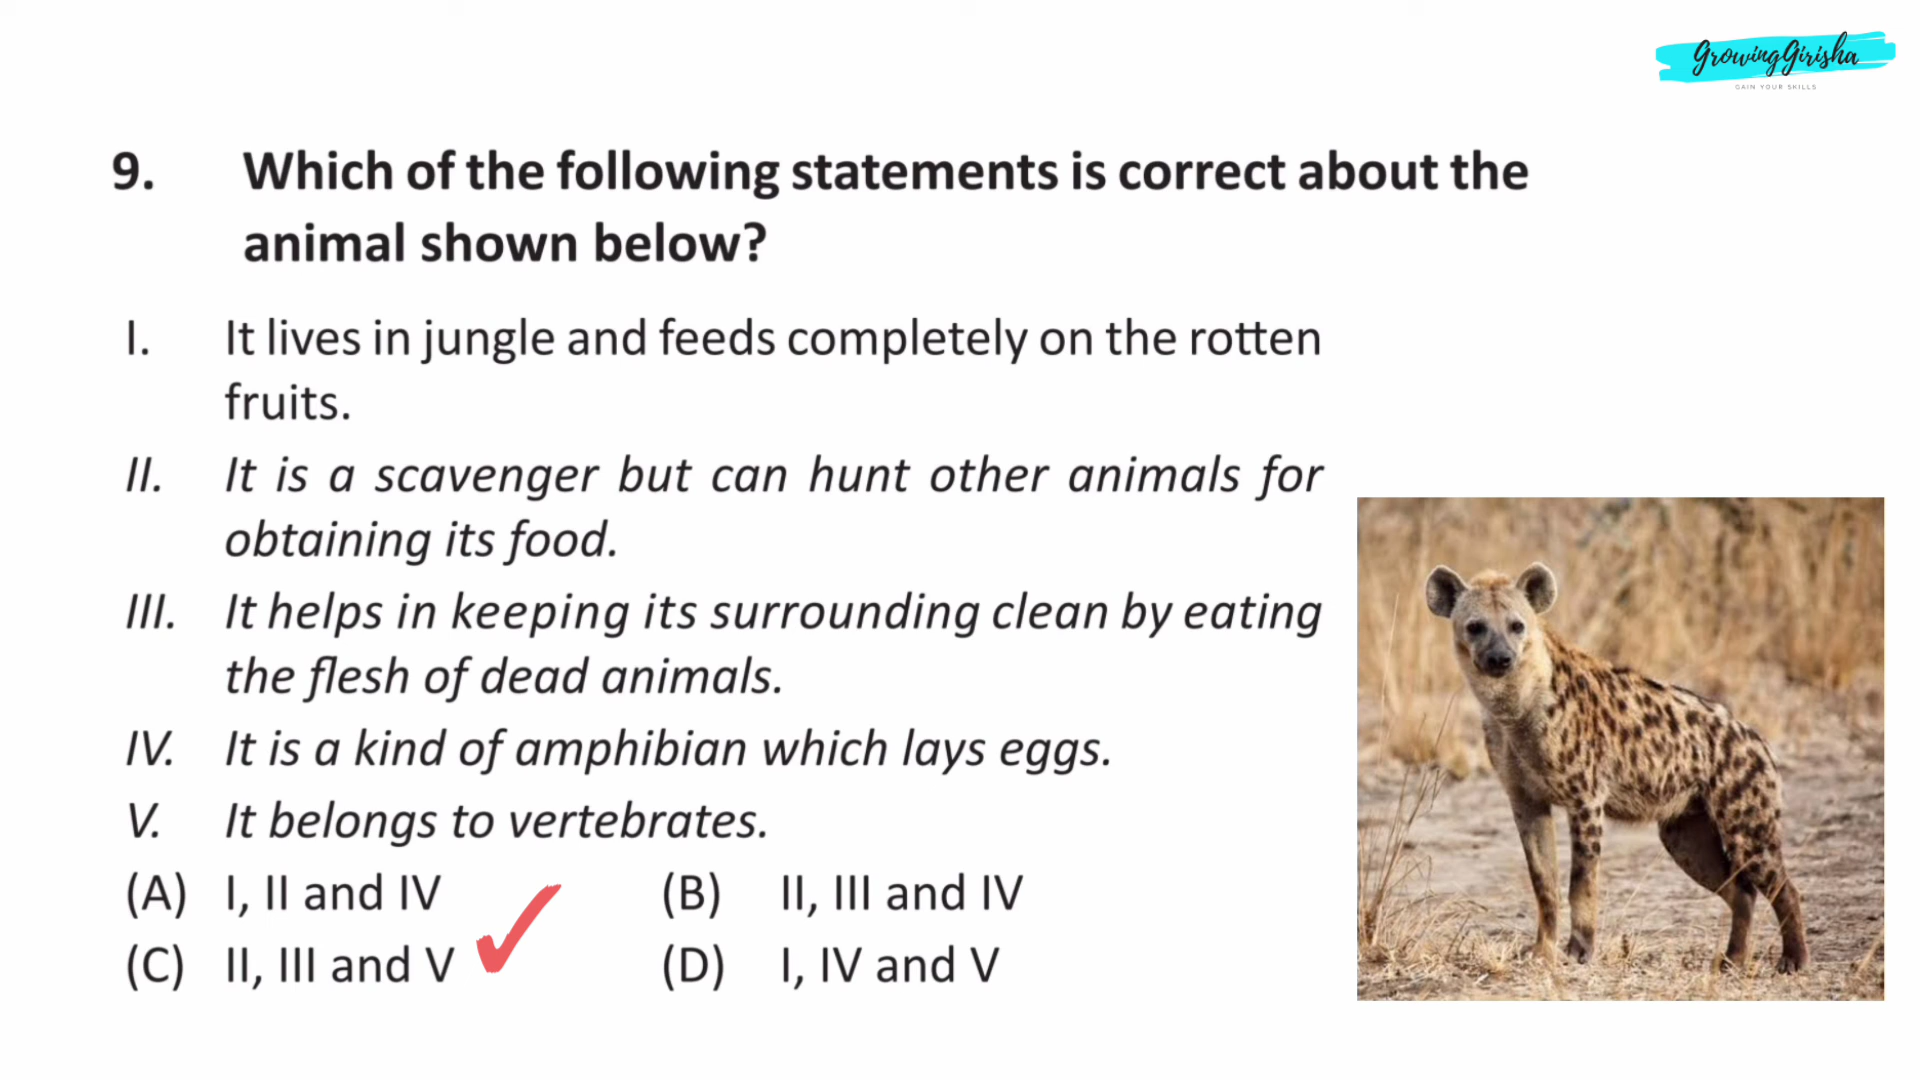 GrowingGirisha
GAIN YOUR SKILLS
9. Which of the following statements is correct about the
animal shown below?
I. It lives in jungle and feeds completely on the rotten
fruits.
II. It is a scavenger but can hunt other animals for
obtaining its food.
III. It helps in keeping its surrounding clean by eating
the flesh of dead animals.
IV. It is a kind of amphibian which lays eggs.
V. It belongs to vertebrates.
(A) I, II and IV (B) II, III and IV
(C) II, III and V (D) I, IV and V